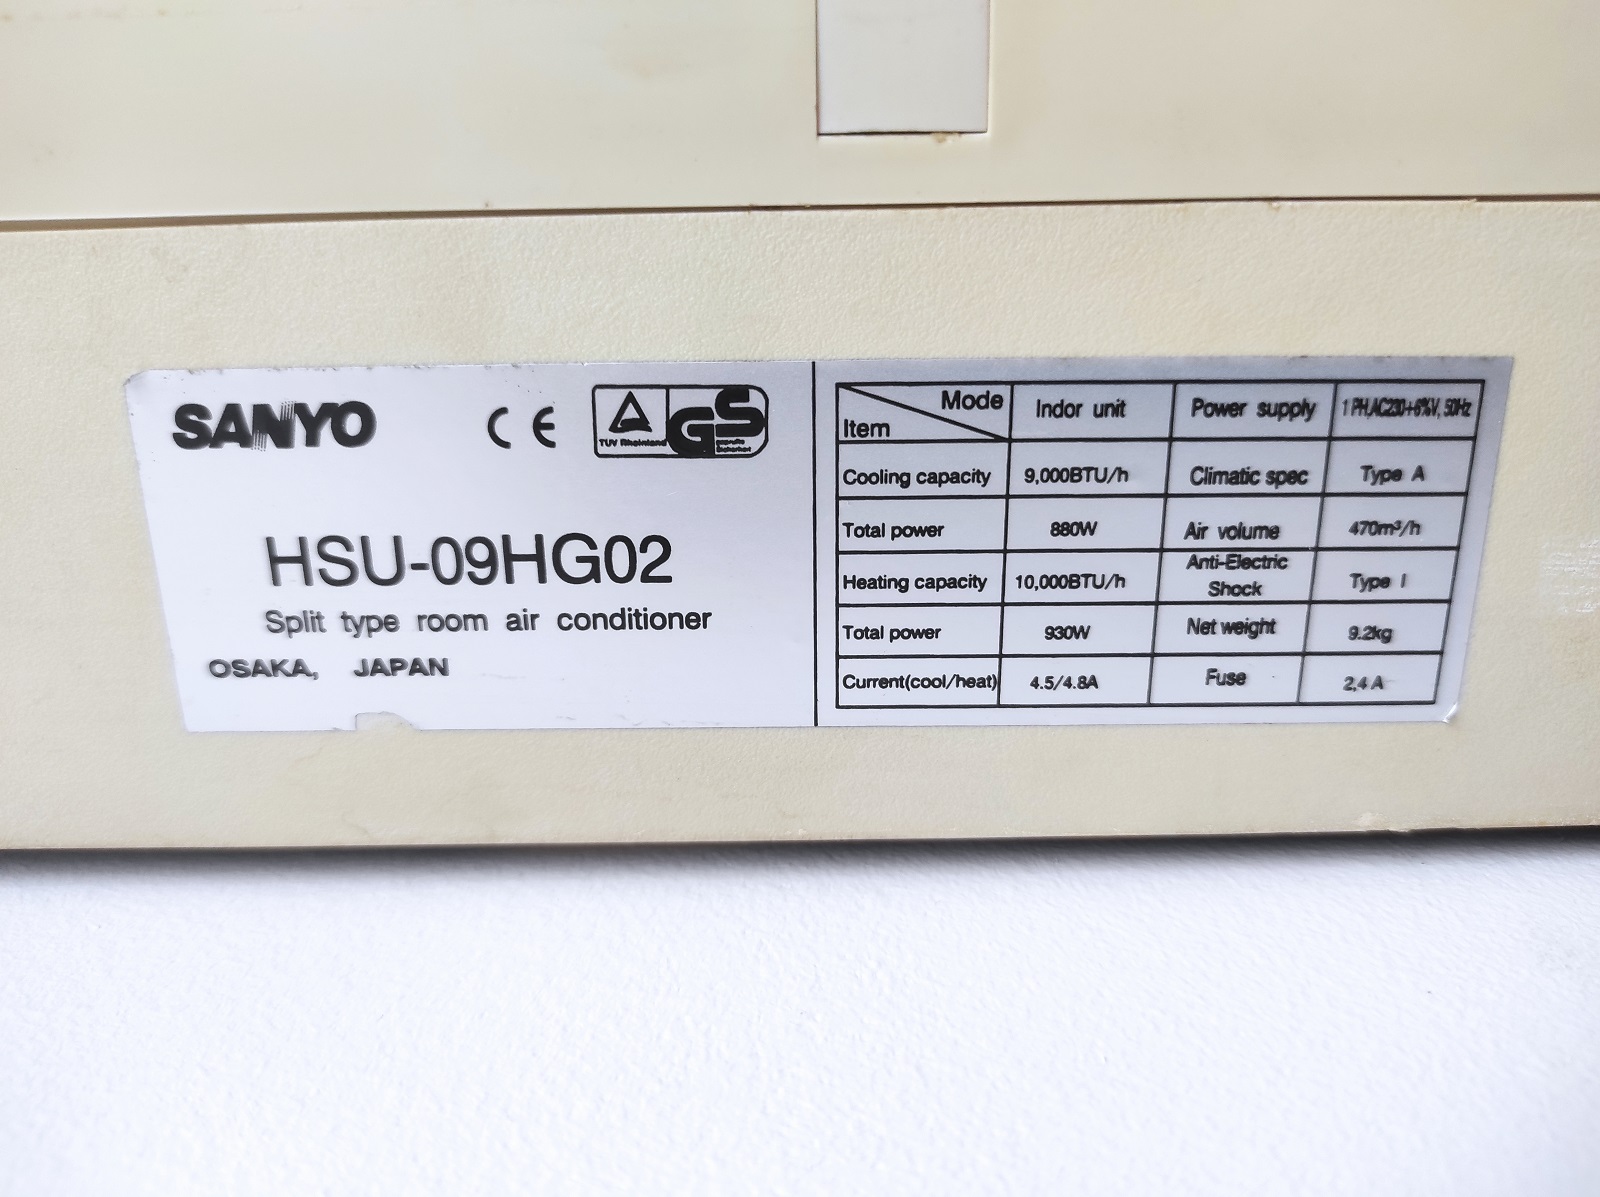 SANYO
CE
TUV Rheinland
GS
geprüfte
Sicherheit
HSU-09HG02
Split type room air conditioner
OSAKA, JAPAN
Mode
Item
Indor unit
Power supply
1 PH,AC230+6%V, 50Hz
Cooling capacity
9,000BTU/h
Climatic spec
Type A
Total power
880W
Air volume
470m³/h
Heating capacity
10,000BTU/h
Anti-Electric
Shock
Type I
Total power
930W
Net weight
9.2kg
Current(cool/heat)
4.5/4.8A
Fuse
2,4 A